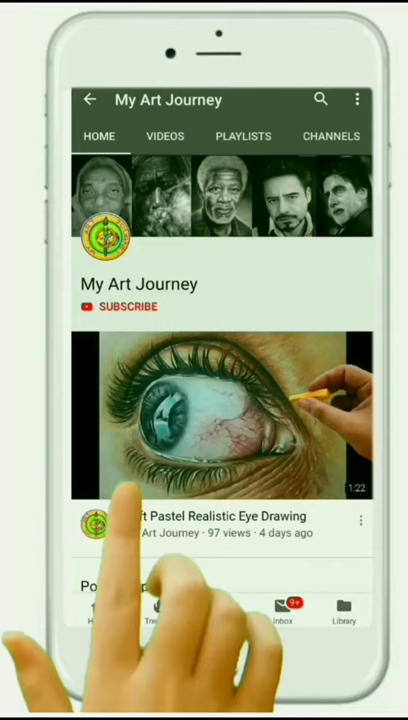 My Art Journey
HOME VIDEOS PLAYLISTS CHANNELS
My Art Journey
SUBSCRIBE
1:22
Pastel Realistic Eye Drawing
Art Journey · 97 views · 4 days ago
9+
Inbox Library